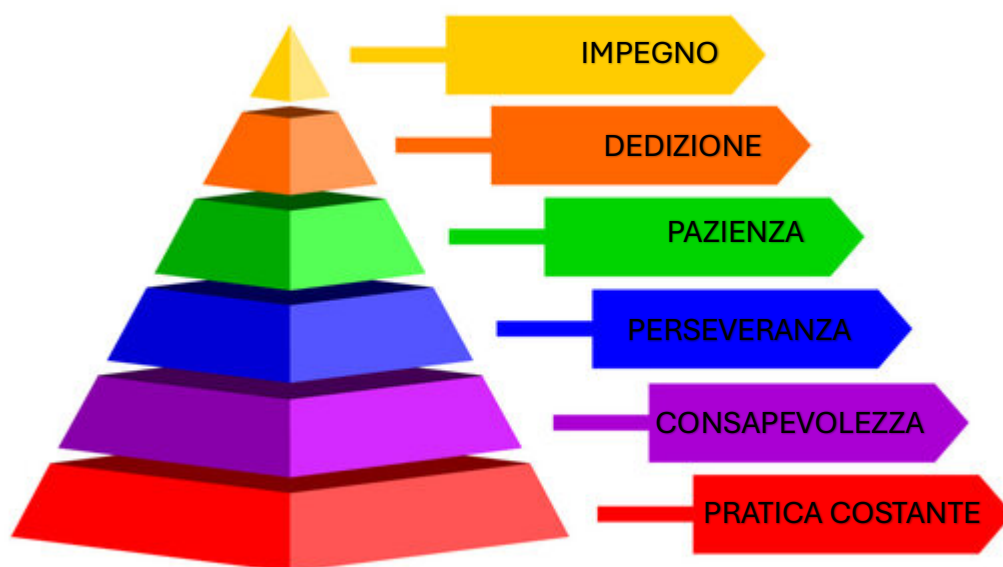 IMPEGNO
DEDIZIONE
PAZIENZA
PERSEVERANZA
CONSAPEVOLEZZA
PRATICA COSTANTE